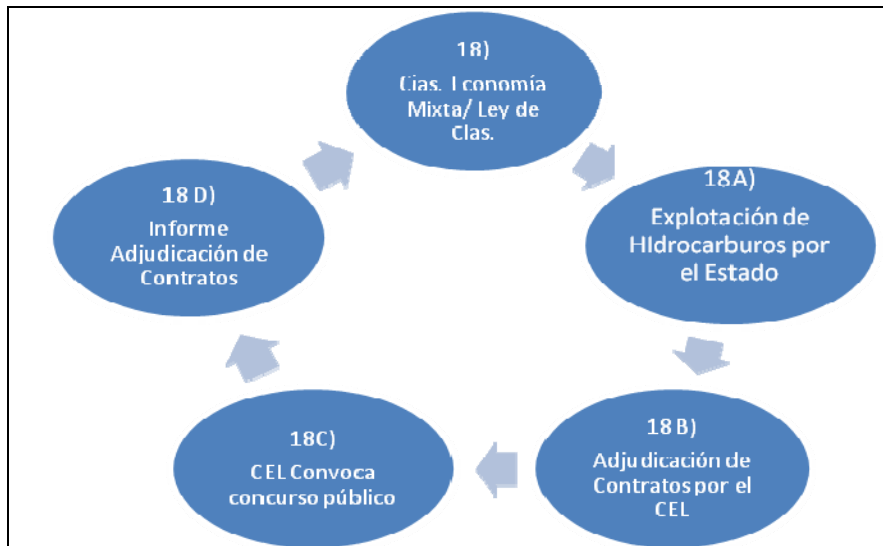 18)
Cias. Economía
Mixta/ Ley de
Cias.
18A)
Explotación de
HIdrocarburos por
el Estado
18B)
Adjudicación de
Contratos por el
CEL
18C)
CEL Convoca
concurso público
18 D)
Informe
Adjudicación de
Contratos